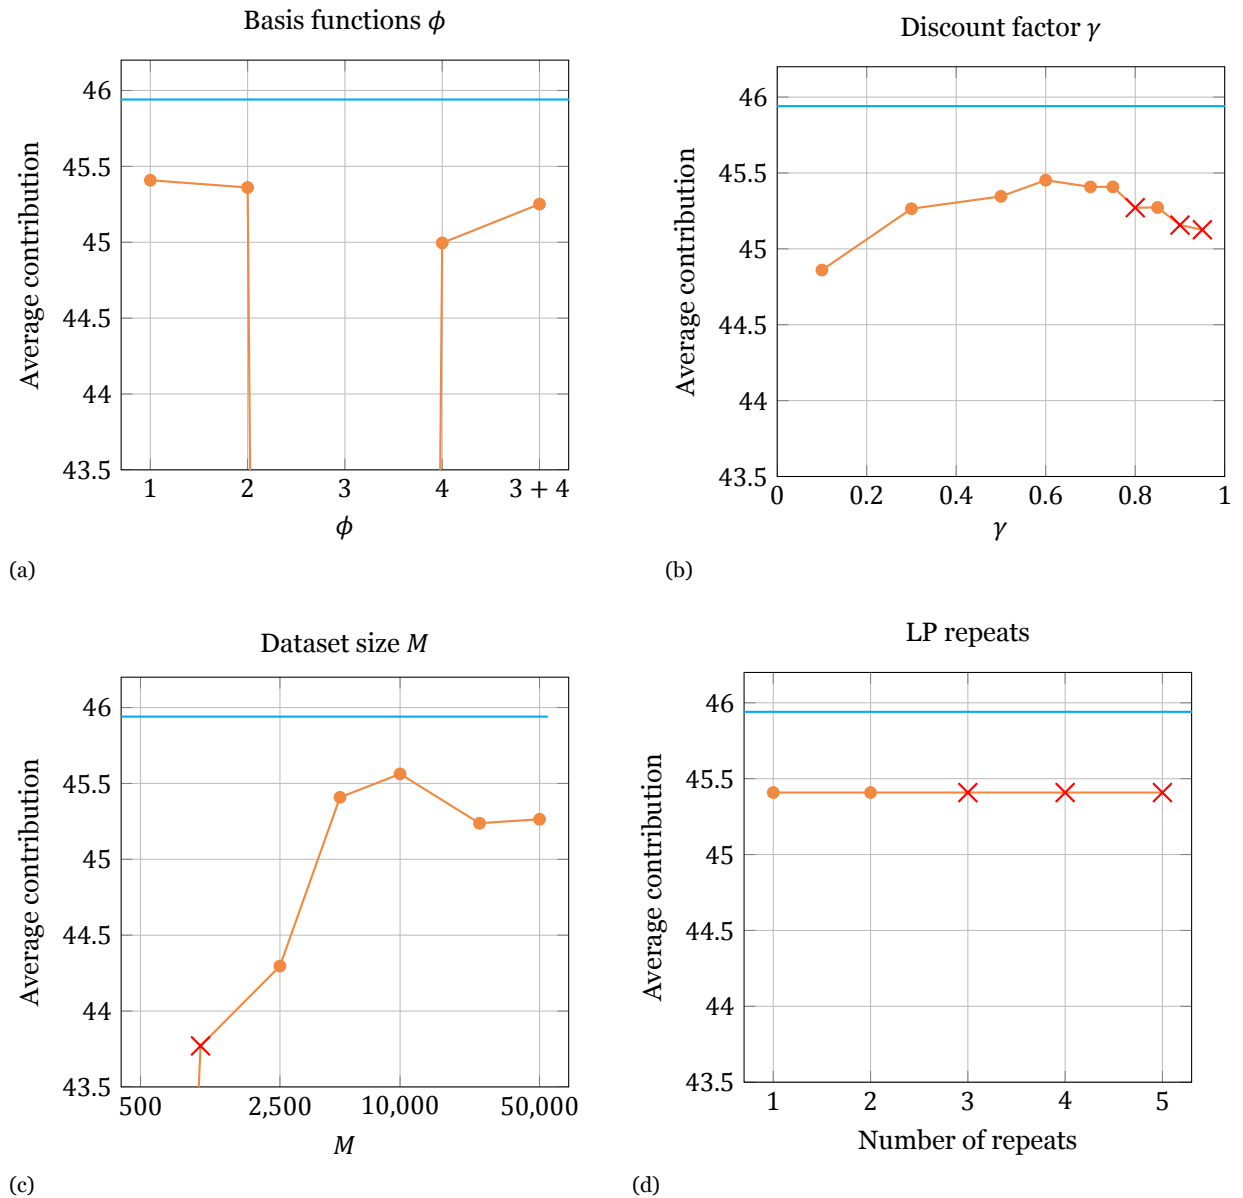 Basis functions ϕ
46
45.5
45
44.5
44
43.5
Average contribution
1 2 3 4 3 + 4
ϕ
(a)
Discount factor γ
46
45.5
45
44.5
44
43.5
Average contribution
0 0.2 0.4 0.6 0.8 1
γ
(b)
Dataset size M
46
45.5
45
44.5
44
43.5
Average contribution
500 2,500 10,000 50,000
M
(c)
LP repeats
46
45.5
45
44.5
44
43.5
Average contribution
1 2 3 4 5
Number of repeats
(d)